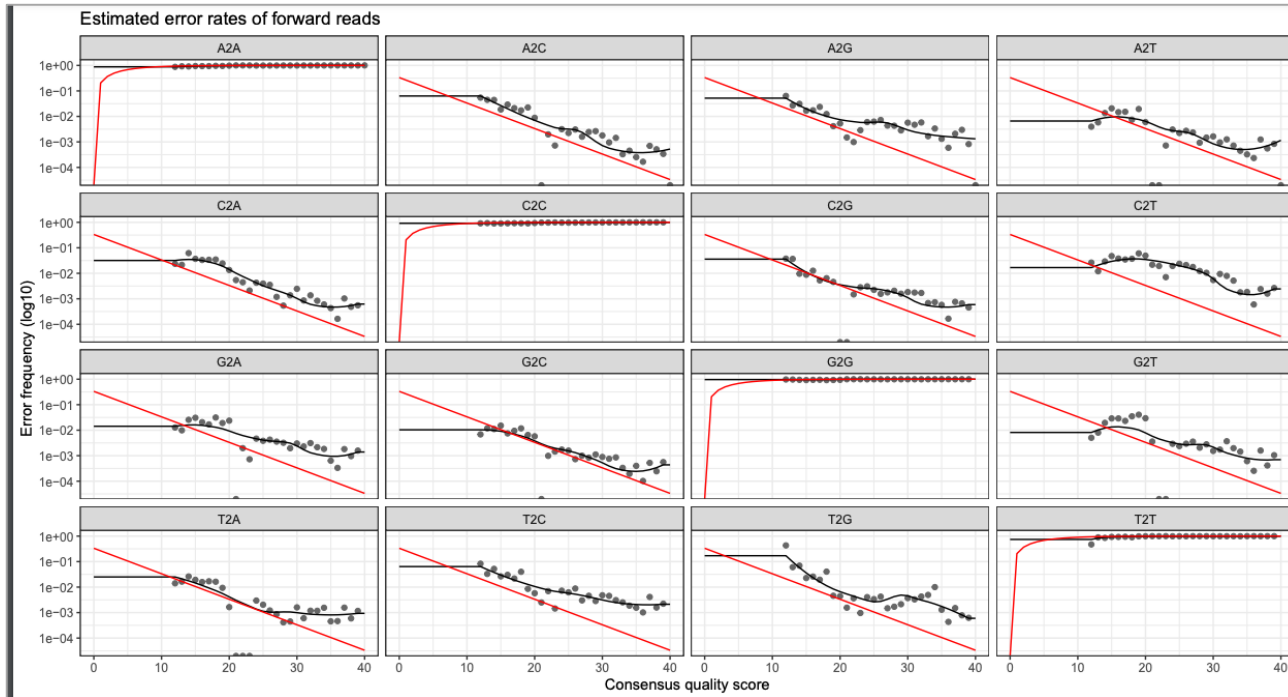 Estimated error rates of forward reads
A2A A2C A2G A2T
1e+00
1e-01
1e-02
1e-03
1e-04
C2A C2C C2G C2T
1e+00
1e-01
1e-02
1e-03
1e-04
G2A G2C G2G G2T
1e+00
1e-01
1e-02
1e-03
1e-04
T2A T2C T2G T2T
1e+00
1e-01
1e-02
1e-03
1e-04
Error frequency (log10)
0 10 20 30 40 0 10 20 30 40 0 10 20 30 40 0 10 20 30 40
Consensus quality score